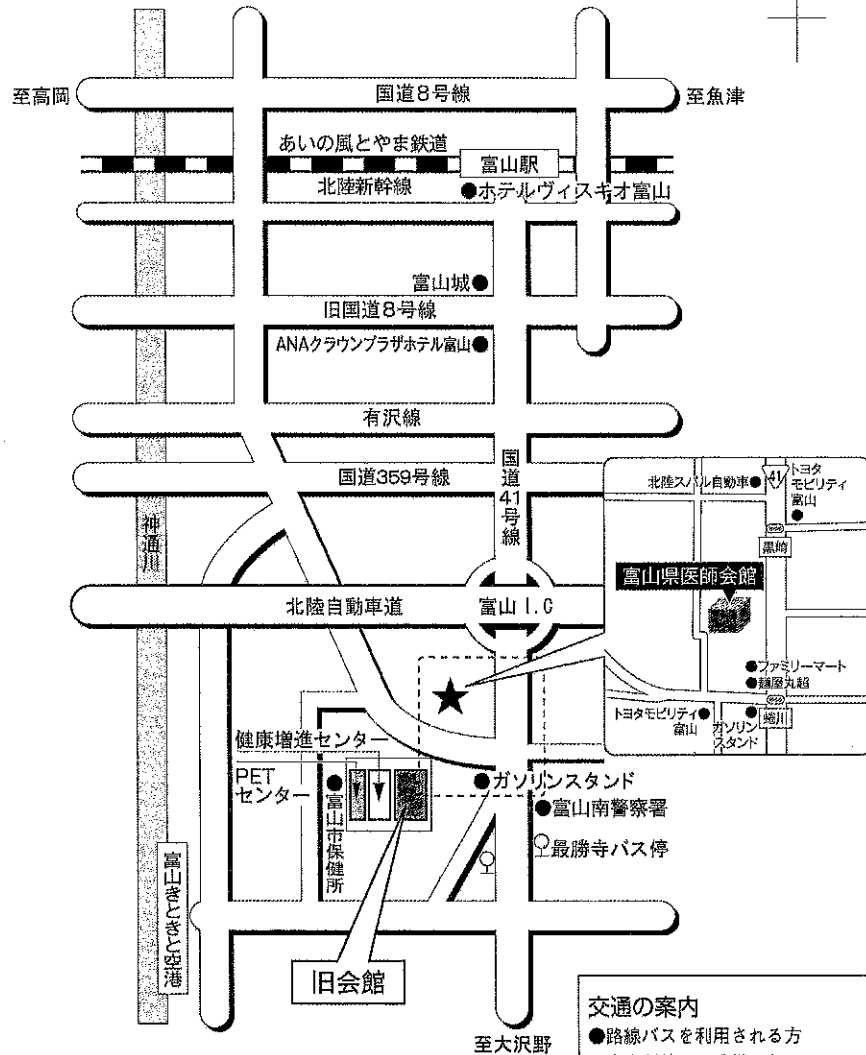 至高岡
国道8号線
至魚津
あいの風とやま鉄道
富山駅
北陸新幹線
●ホテルヴィスキオ富山
富山城●
旧国道8号線
ANAクラウンプラザホテル富山●
有沢線
国道359号線
国道41号線
神通川
北陸自動車道
富山I.C
北陸スバル自動車●
41
トヨタ
モビリティ
富山
●
黒崎
富山県医師会館
●ファミリーマート
●麺屋丸超
トヨタモビリティ●
富山
ガソリン
スタンド
蜷川
★
健康増進センター
PET
センター
●富山市保健所
●ガソリンスタンド
●富山南警察署
最勝寺バス停
富山きときと空港
旧会館
至大沢野
交通の案内
●路線バスを利用される方